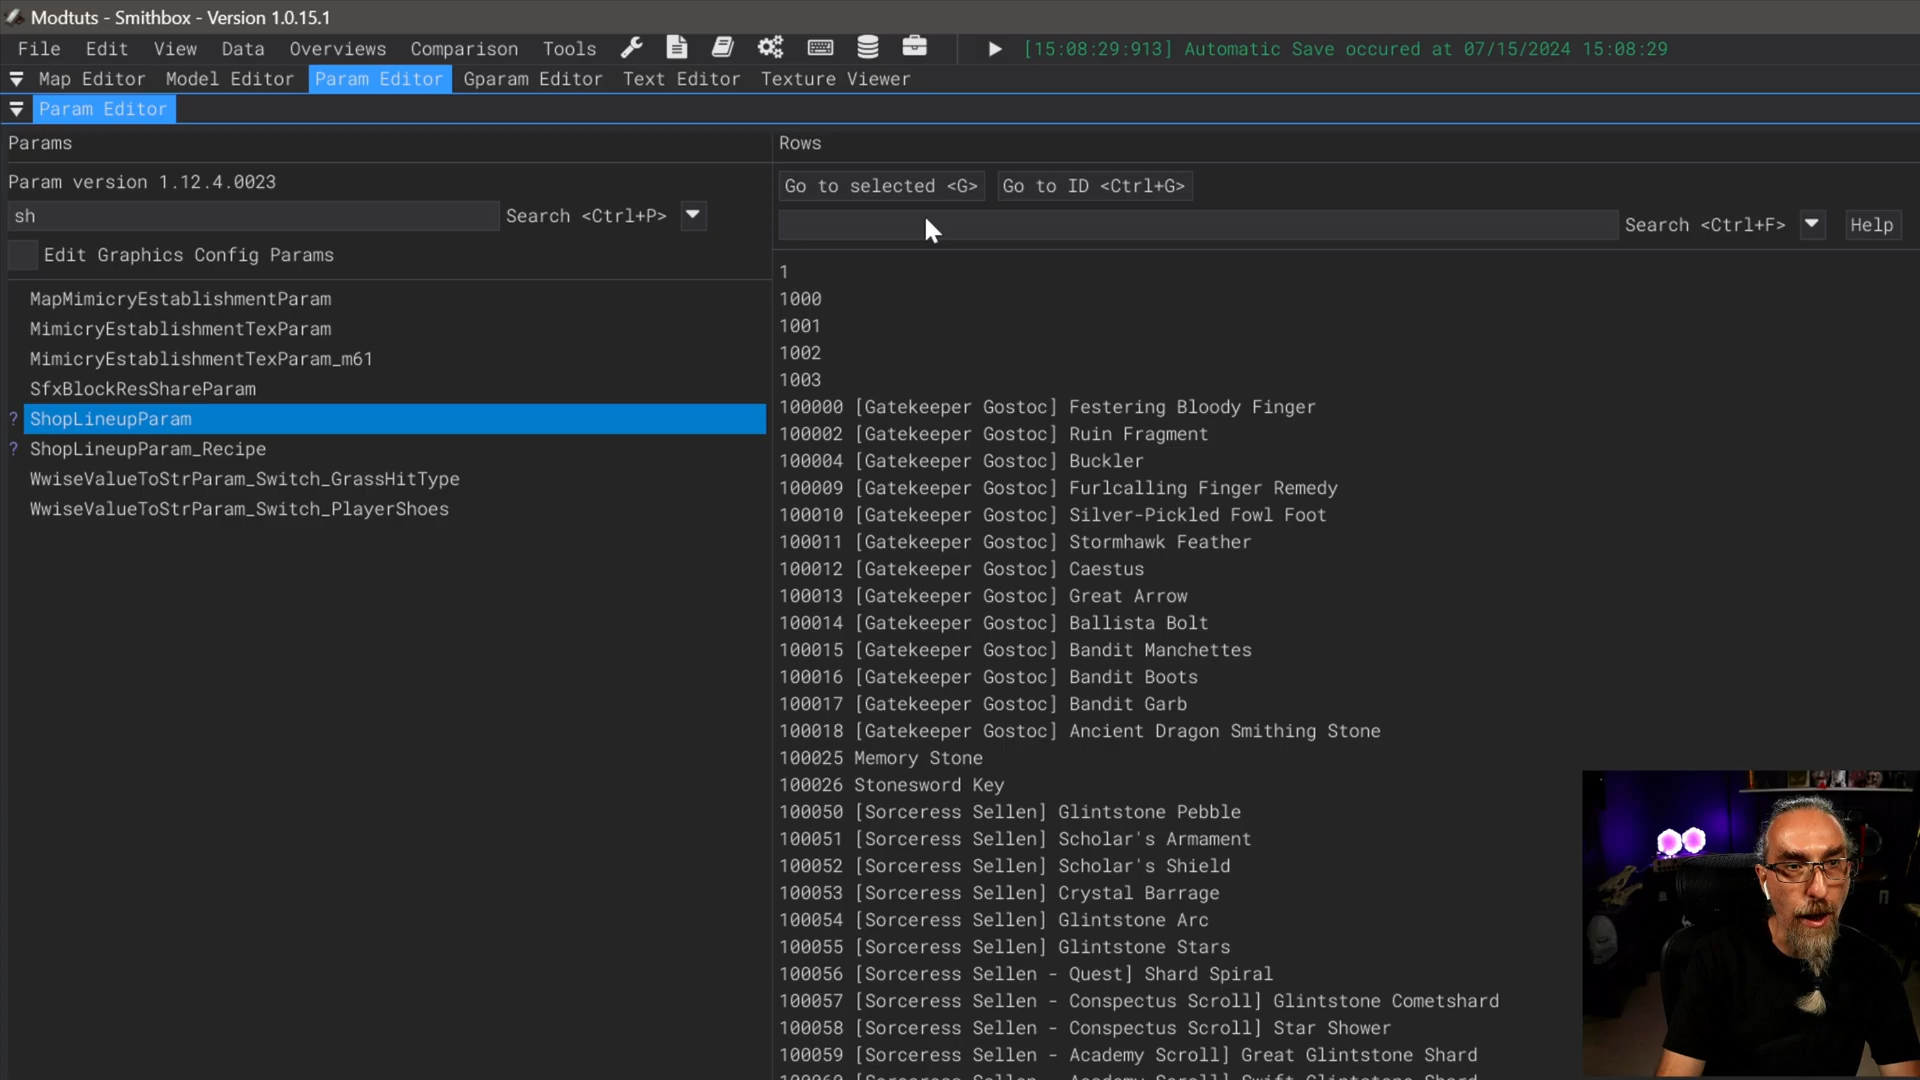 Modtuts - Smithbox - Version 1.0.15.1
File Edit View Data Overviews Comparison Tools [15:08:29:913] Automatic Save occured at 07/15/2024 15:08:29
Map Editor Model Editor Param Editor Gparam Editor Text Editor Texture Viewer
Param Editor
Params
Param version 1.12.4.0023
sh Search <Ctrl+P>
Edit Graphics Config Params
MapMimicryEstablishmentParam
MimicryEstablishmentTexParam
MimicryEstablishmentTexParam_m61
SfxBlockResShareParam
? ShopLineupParam
? ShopLineupParam_Recipe
WwiseValueToStrParam_Switch_GrassHitType
WwiseValueToStrParam_Switch_PlayerShoes
Rows
Go to selected <G> Go to ID <Ctrl+G>
Search <Ctrl+F> Help
1
1000
1001
1002
1003
100000 [Gatekeeper Gostoc] Festering Bloody Finger
100002 [Gatekeeper Gostoc] Ruin Fragment
100004 [Gatekeeper Gostoc] Buckler
100009 [Gatekeeper Gostoc] Furlcalling Finger Remedy
100010 [Gatekeeper Gostoc] Silver-Pickled Fowl Foot
100011 [Gatekeeper Gostoc] Stormhawk Feather
100012 [Gatekeeper Gostoc] Caestus
100013 [Gatekeeper Gostoc] Great Arrow
100014 [Gatekeeper Gostoc] Ballista Bolt
100015 [Gatekeeper Gostoc] Bandit Manchettes
100016 [Gatekeeper Gostoc] Bandit Boots
100017 [Gatekeeper Gostoc] Bandit Garb
100018 [Gatekeeper Gostoc] Ancient Dragon Smithing Stone
100025 Memory Stone
100026 Stonesword Key
100050 [Sorceress Sellen] Glintstone Pebble
100051 [Sorceress Sellen] Scholar's Armament
100052 [Sorceress Sellen] Scholar's Shield
100053 [Sorceress Sellen] Crystal Barrage
100054 [Sorceress Sellen] Glintstone Arc
100055 [Sorceress Sellen] Glintstone Stars
100056 [Sorceress Sellen - Quest] Shard Spiral
100057 [Sorceress Sellen - Conspectus Scroll] Glintstone Cometshard
100058 [Sorceress Sellen - Conspectus Scroll] Star Shower
100059 [Sorceress Sellen - Academy Scroll] Great Glintstone Shard
100060 [Sorceress Sellen - Academy Scroll] Swift Glintstone Shard